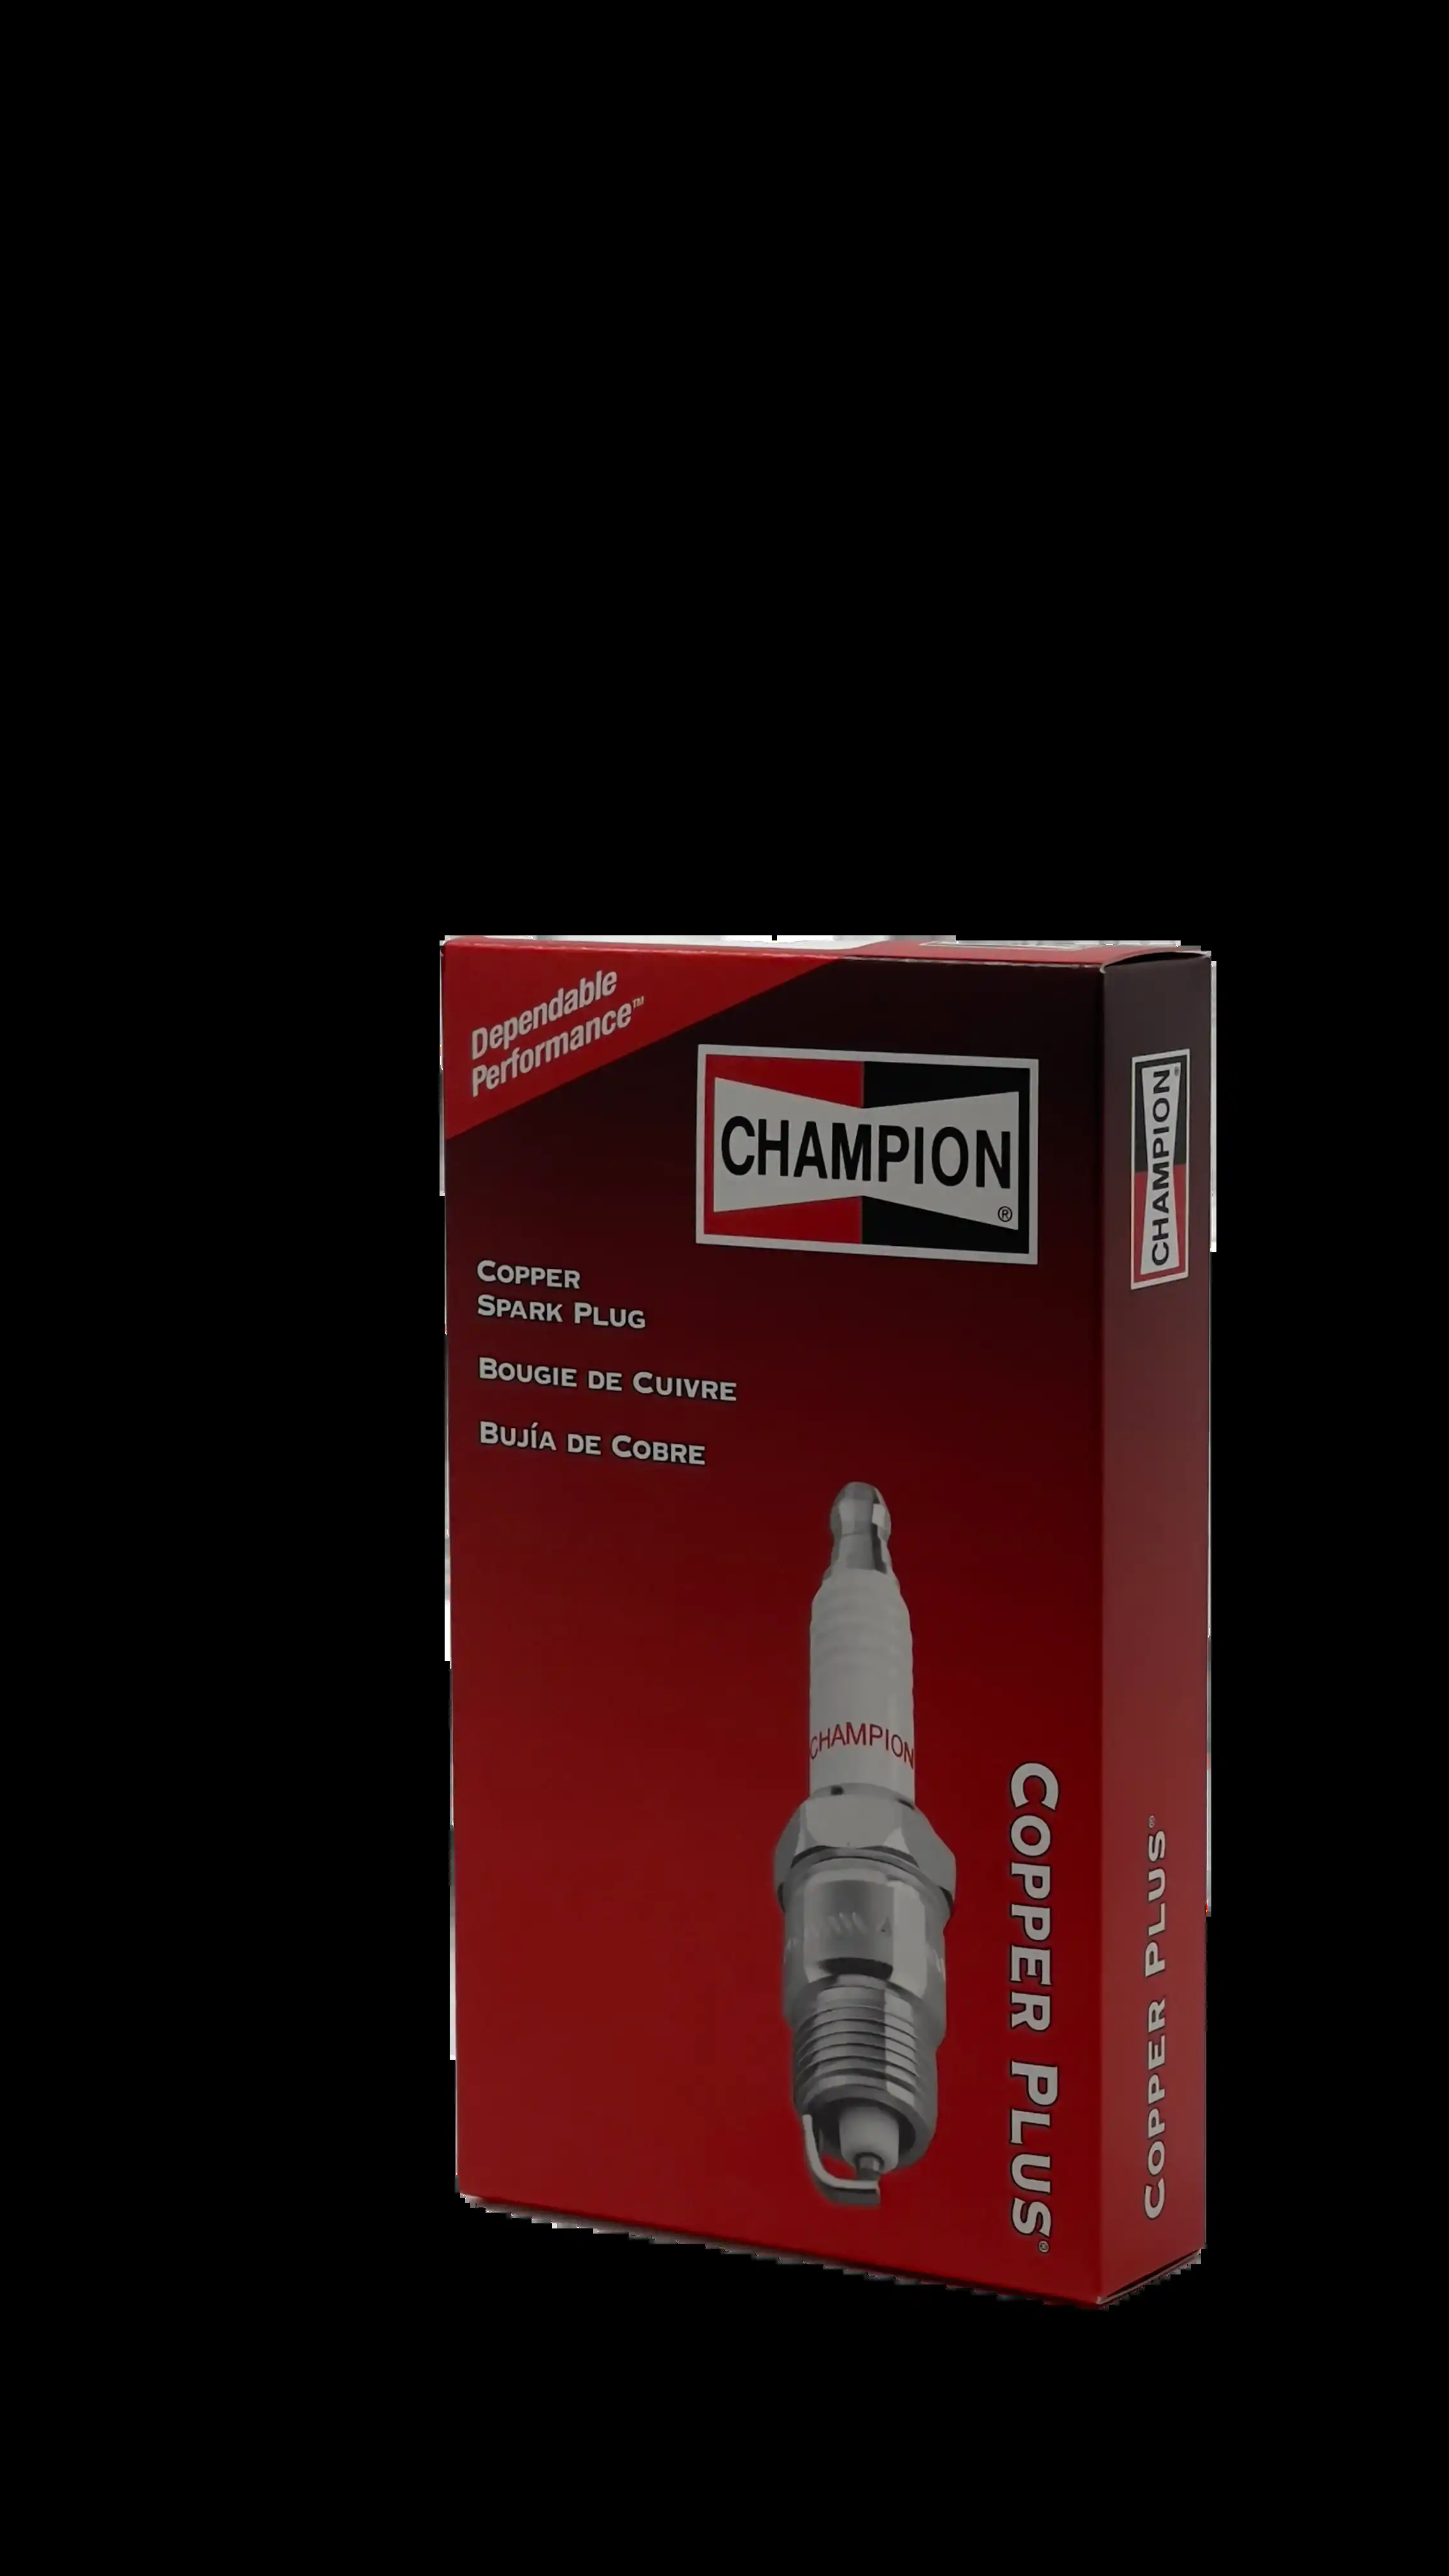 Dependable
Performance™
CHAMPION
®
COPPER
SPARK PLUG
BOUGIE DE CUIVRE
BUJÍA DE COBRE
CHAMPION
COPPER PLUS®
CHAMPION®
COPPER PLUS®